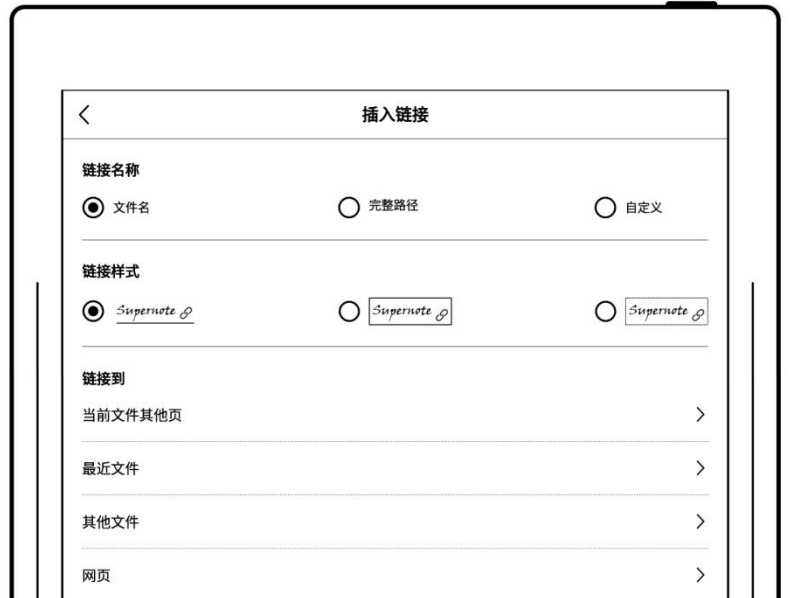 插入链接
链接名称
文件名 完整路径 自定义
链接样式
Supernote Supernote Supernote
链接到
当前文件其他页
最近文件
其他文件
网页